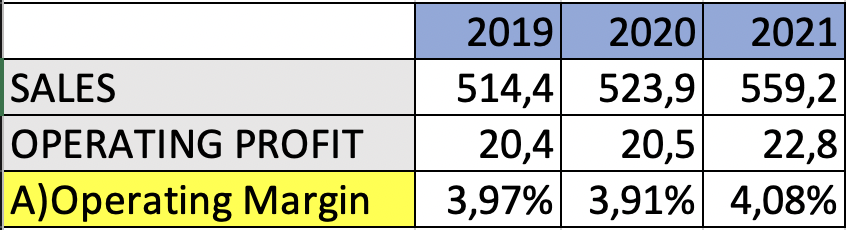 2019 2020 2021
SALES 514,4 523,9 559,2
OPERATING PROFIT 20,4 20,5 22,8
A)Operating Margin 3,97% 3,91% 4,08%